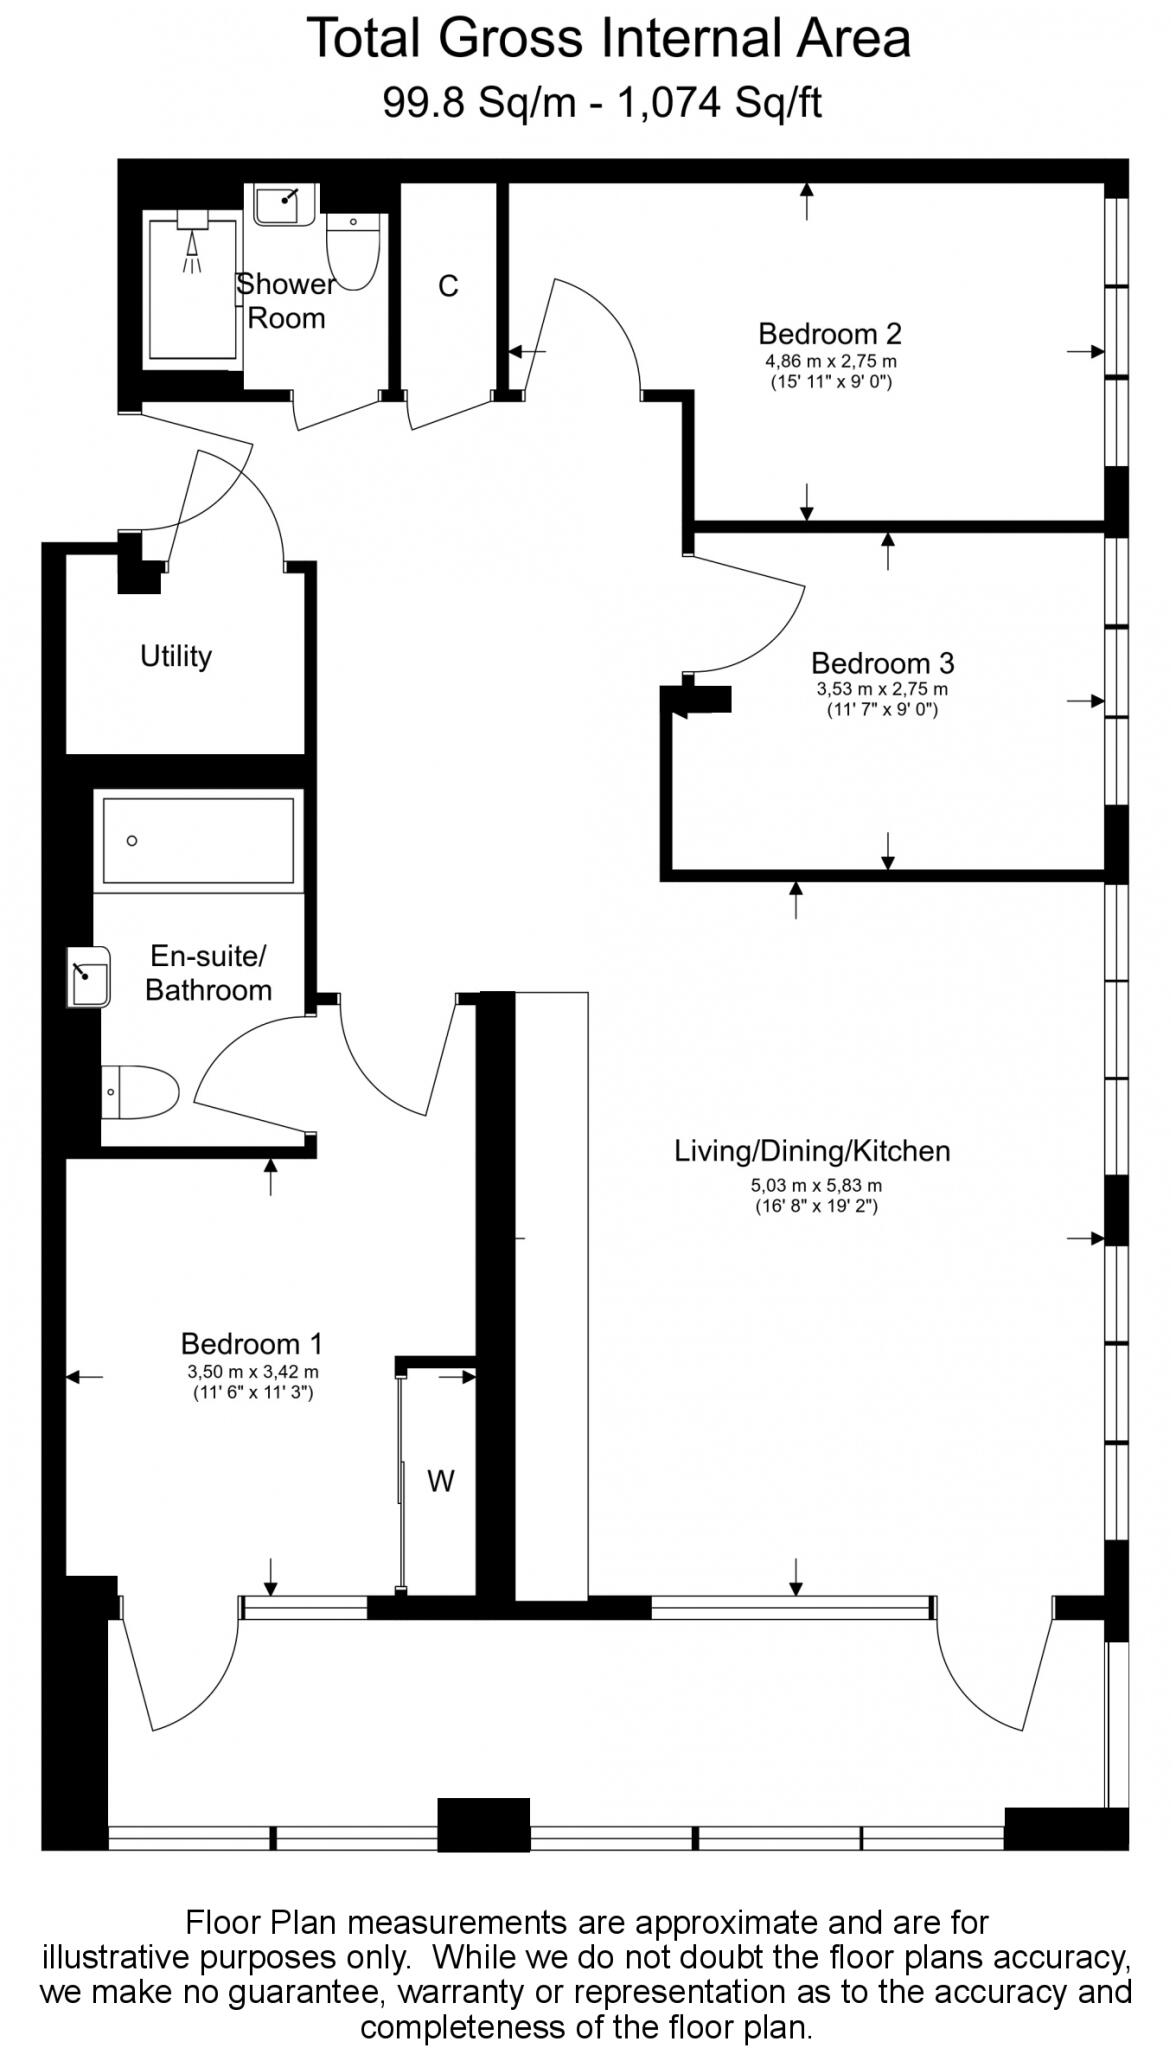 Total Gross Internal Area
99.8 Sq/m - 1,074 Sq/ft
Shower
Room
C
Bedroom 2
4,86 m x 2,75 m
(15' 11" x 9' 0")
Utility
Bedroom 3
3,53 m x 2,75 m
(11' 7" x 9' 0")
En-suite/
Bathroom
Living/Dining/Kitchen
5,03 m x 5,83 m
(16' 8" x 19' 2")
Bedroom 1
3,50 m x 3,42 m
(11' 6" x 11' 3")
W
Floor Plan measurements are approximate and are for
illustrative purposes only.  While we do not doubt the floor plans accuracy,
we make no guarantee, warranty or representation as to the accuracy and
completeness of the floor plan.